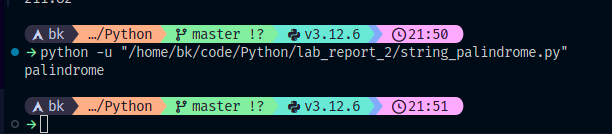 bk …/Python master !? v3.12.6 21:50
→python -u "/home/bk/code/Python/lab_report_2/string_palindrome.py"
palindrome
bk …/Python master !? v3.12.6 21:51
→